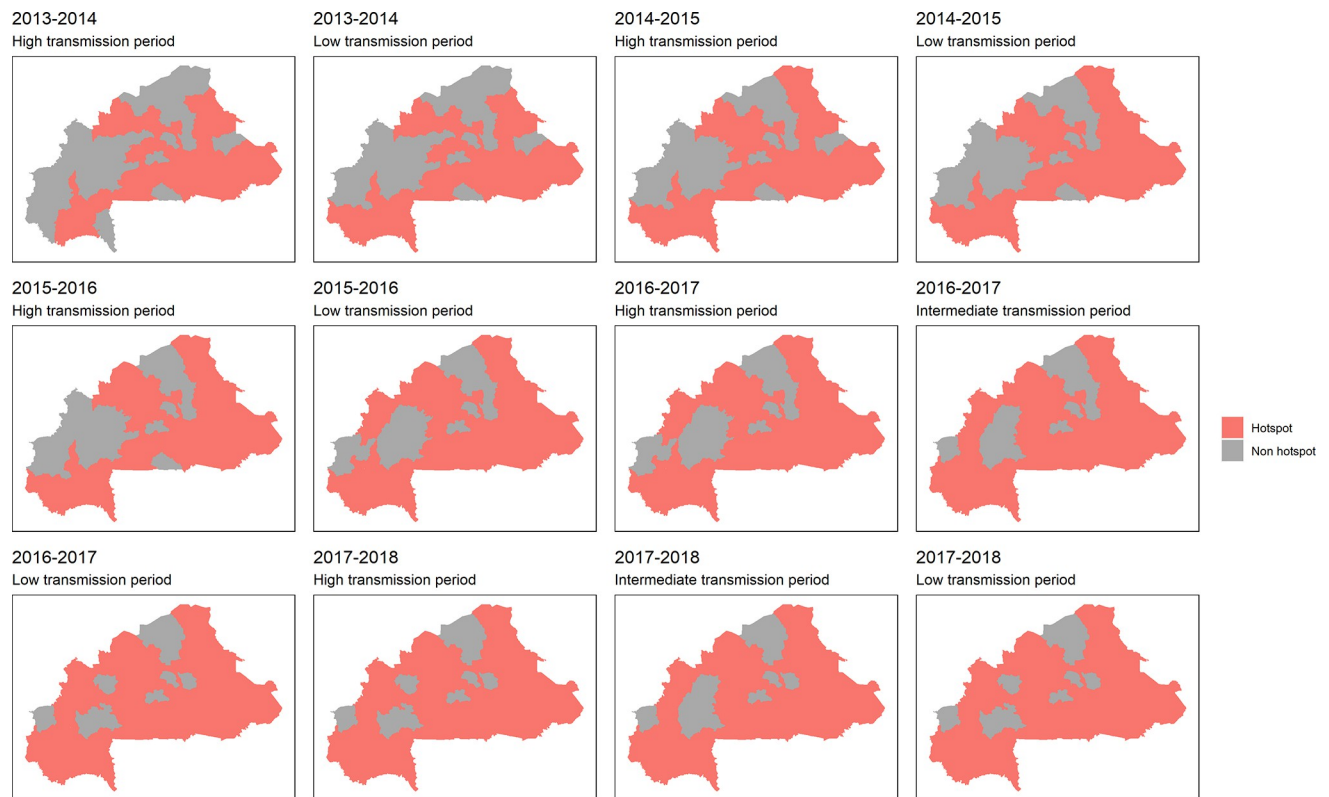 2013-2014
High transmission period
2013-2014
Low transmission period
2014-2015
High transmission period
2014-2015
Low transmission period
2015-2016
High transmission period
2015-2016
Low transmission period
2016-2017
High transmission period
2016-2017
Intermediate transmission period
Hotspot
Non hotspot
2016-2017
Low transmission period
2017-2018
High transmission period
2017-2018
Intermediate transmission period
2017-2018
Low transmission period